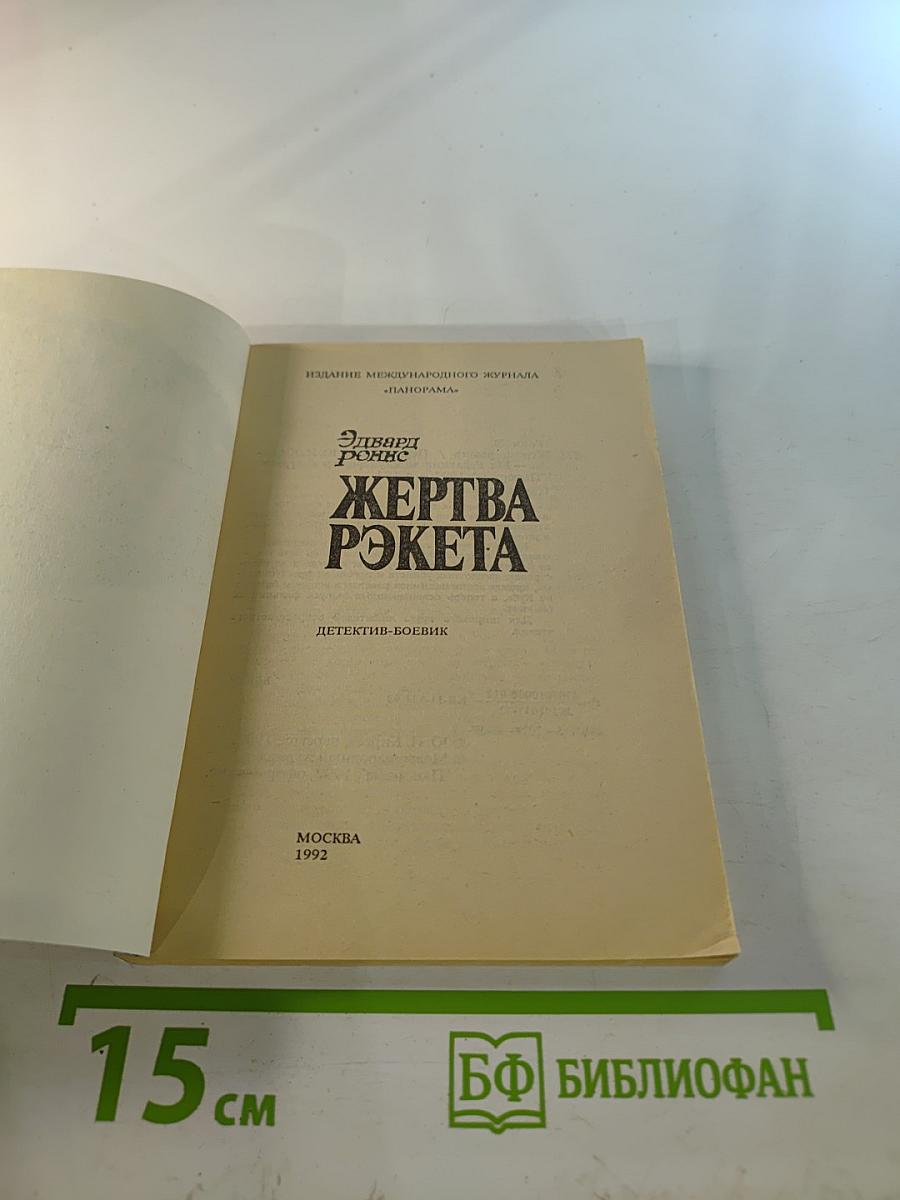 ИЗДАНИЕ МЕЖДУНАРОДНОГО ЖУРНАЛА
«ПАНОРАМА»
Эдвард
Ронис
ЖЕРТВА
РЭКЕТА
ДЕТЕКТИВ-БОЕВИК
МОСКВА
1992
15 см
БФ БИБЛИОФАН